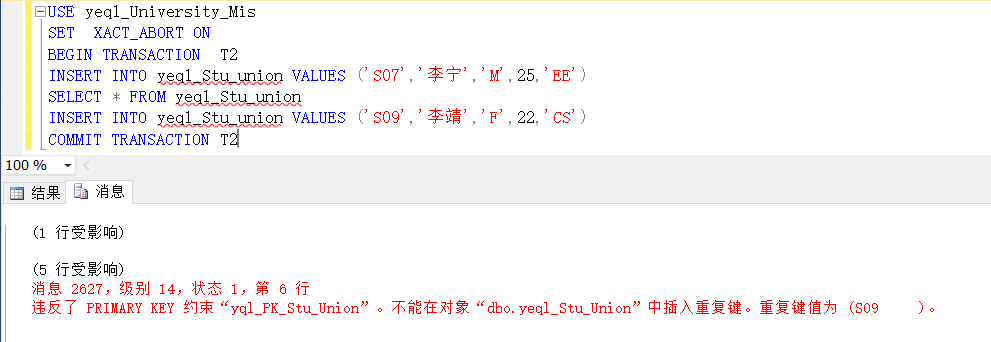 USE yeql_University_Mis
SET XACT_ABORT ON
BEGIN TRANSACTION T2
INSERT INTO yeql_Stu_union VALUES ('S07','李宁','M',25,'EE')
SELECT * FROM yeql_Stu_union
INSERT INTO yeql_Stu_union VALUES ('S09','李靖','F',22,'CS')
COMMIT TRANSACTION T2
100 %
结果 消息
(1 行受影响)
(5 行受影响)
消息 2627，级别 14，状态 1，第 6 行
违反了 PRIMARY KEY 约束“yql_PK_Stu_Union”。不能在对象“dbo.yeql_Stu_Union”中插入重复键。重复键值为 (S09     )。